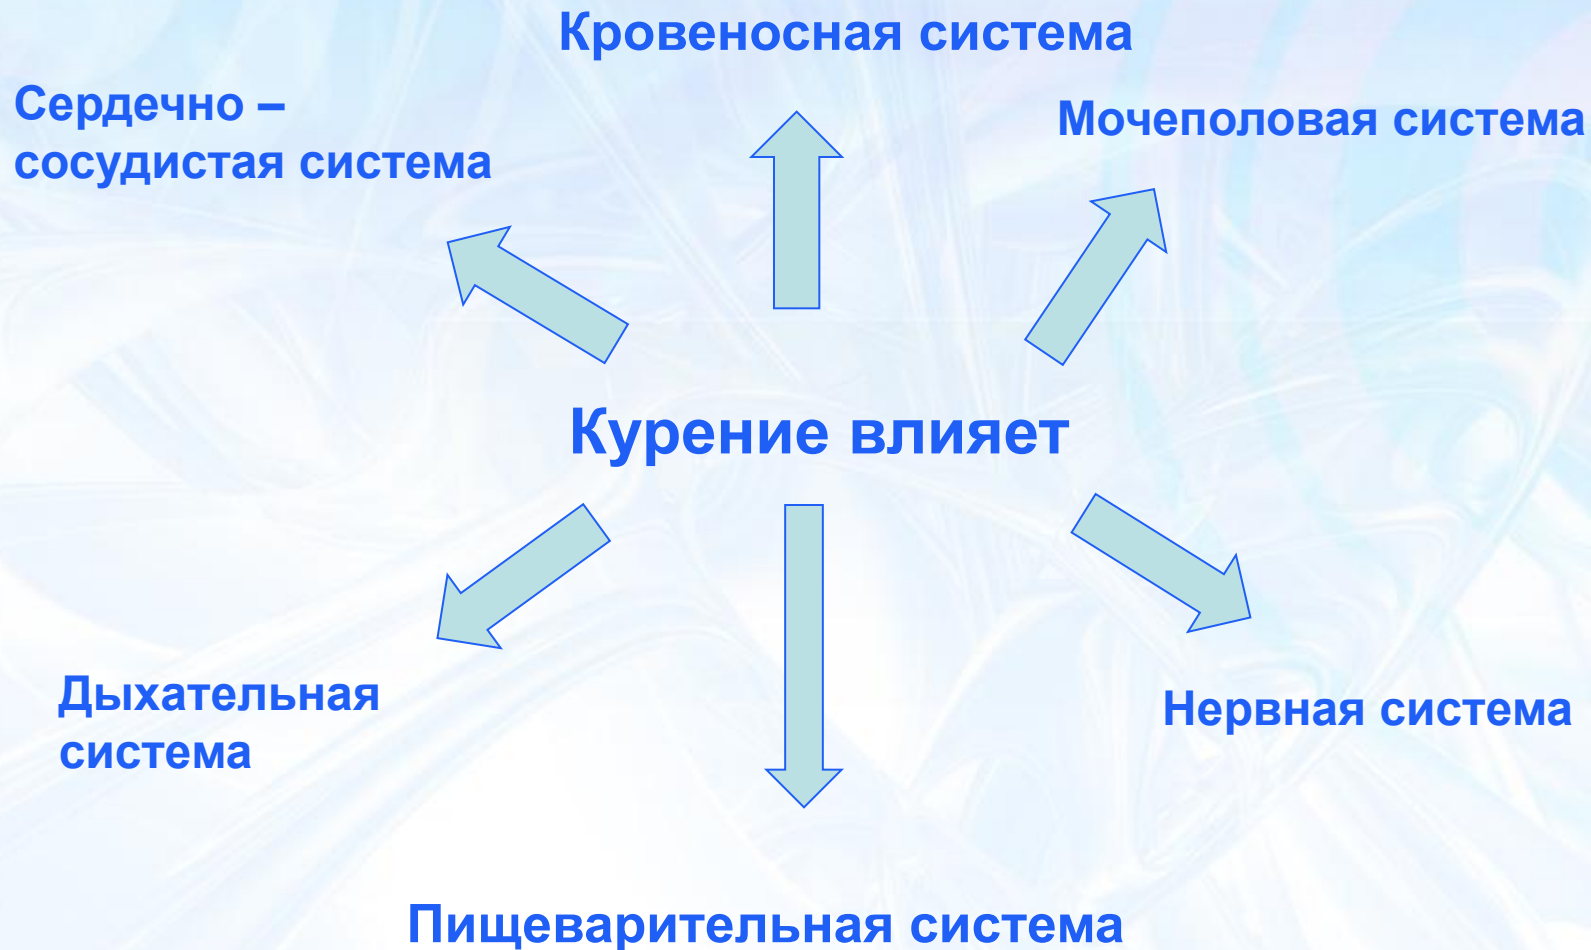 Кровеносная система
Сердечно –
сосудистая система
Мочеполовая система
Курение влияет
Дыхательная
система
Нервная система
Пищеварительная система